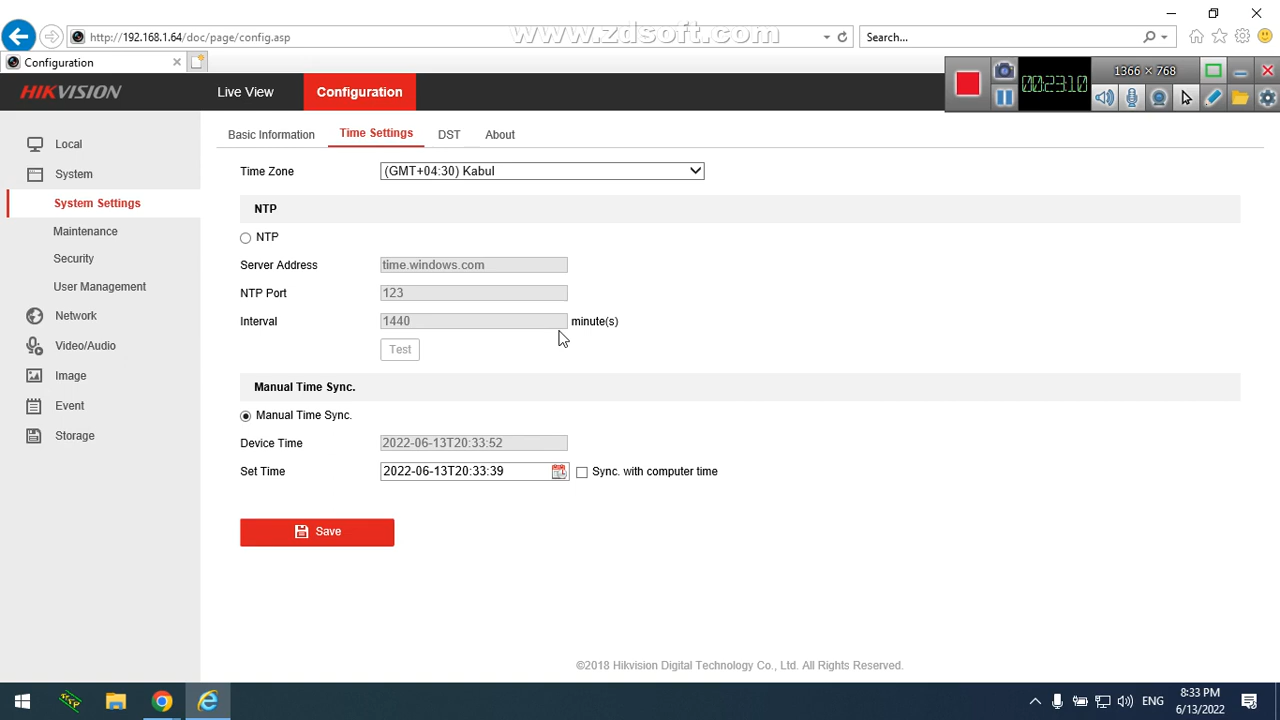 www.zdsoft.com
http://192.168.1.64/doc/page/config.asp
Search...
Configuration
00:23:10
1366 × 768
HIKVISION
Live View
Configuration
Local
System
System Settings
Maintenance
Security
User Management
Network
Video/Audio
Image
Event
Storage
Basic Information
Time Settings
DST
About
Time Zone
(GMT+04:30) Kabul
NTP
NTP
Server Address
time.windows.com
NTP Port
123
Interval
1440
minute(s)
Test
Manual Time Sync.
Manual Time Sync.
Device Time
2022-06-13T20:33:52
Set Time
2022-06-13T20:33:39
Sync. with computer time
Save
©2018 Hikvision Digital Technology Co., Ltd. All Rights Reserved.
ENG
8:33 PM
6/13/2022